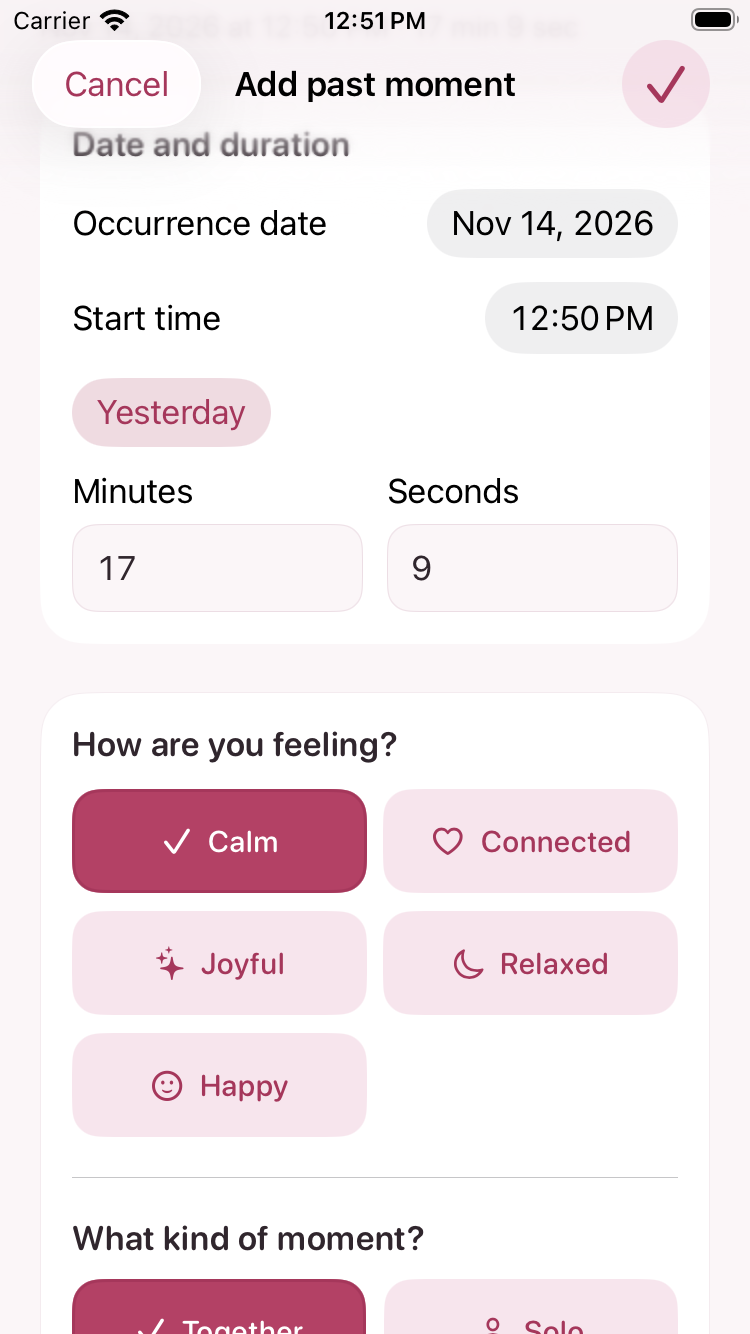 Carrier 12:51 PM
Cancel Add past moment
Date and duration
Occurrence date Nov 14, 2026
Start time 12:50 PM
Yesterday
Minutes Seconds
17 9
How are you feeling?
Calm Connected
Joyful Relaxed
Happy
What kind of moment?
Together Solo